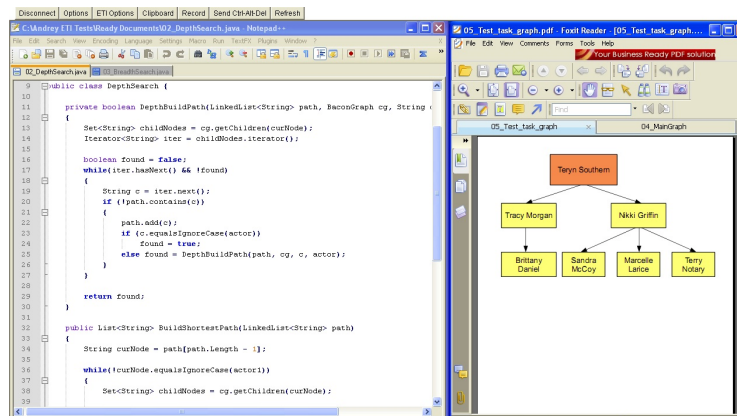 Disconnect Options ETI Options Clipboard Record Send Ctrl-Alt-Del Refresh
C:\Andrey ETI Tests\Ready Documents\02_DepthSearch.java - Notepad++
File Edit Search View Encoding Language Settings Macro Run TextFX Plugins Window ? X
02_DepthSearch.java 03_BreadthSearch.java
9 public class DepthSearch {
10
11 private boolean DepthBuildPath(LinkedList<String> path, BaconGraph cg, String
12 {
13 Set<String> childNodes = cg.getChildren(curNode);
14 Iterator<String> iter = childNodes.iterator();
15
16 boolean found = false;
17 while(iter.hasNext() && !found)
18 {
19 String c = iter.next();
20 if (!path.contains(c))
21 {
22 path.add(c);
23 if (c.equalsIgnoreCase(actor))
24 found = true;
25 else found = DepthBuildPath(path, cg, c, actor);
26 }
27 }
28
29 return found;
30 }
31
32 public List<String> BuildShortestPath(LinkedList<String> path)
33 {
34 String curNode = path[path.Length - 1];
35
36 while(!curNode.equalsIgnoreCase(actor1))
37 {
38 Set<String> childNodes = cg.getChildren(curNode);
39
05_Test_task_graph.pdf - Foxit Reader - [05_Test_task_graph....
File Edit View Comments Forms Tools Help
Your Business Ready PDF solution
Find
05_Test_task_graph x 04_MainGraph
Teryn Southern
Tracy Morgan Nikki Griffin
Brittany Daniel
Sandra McCoy
Marcelle Larice
Terry Notary